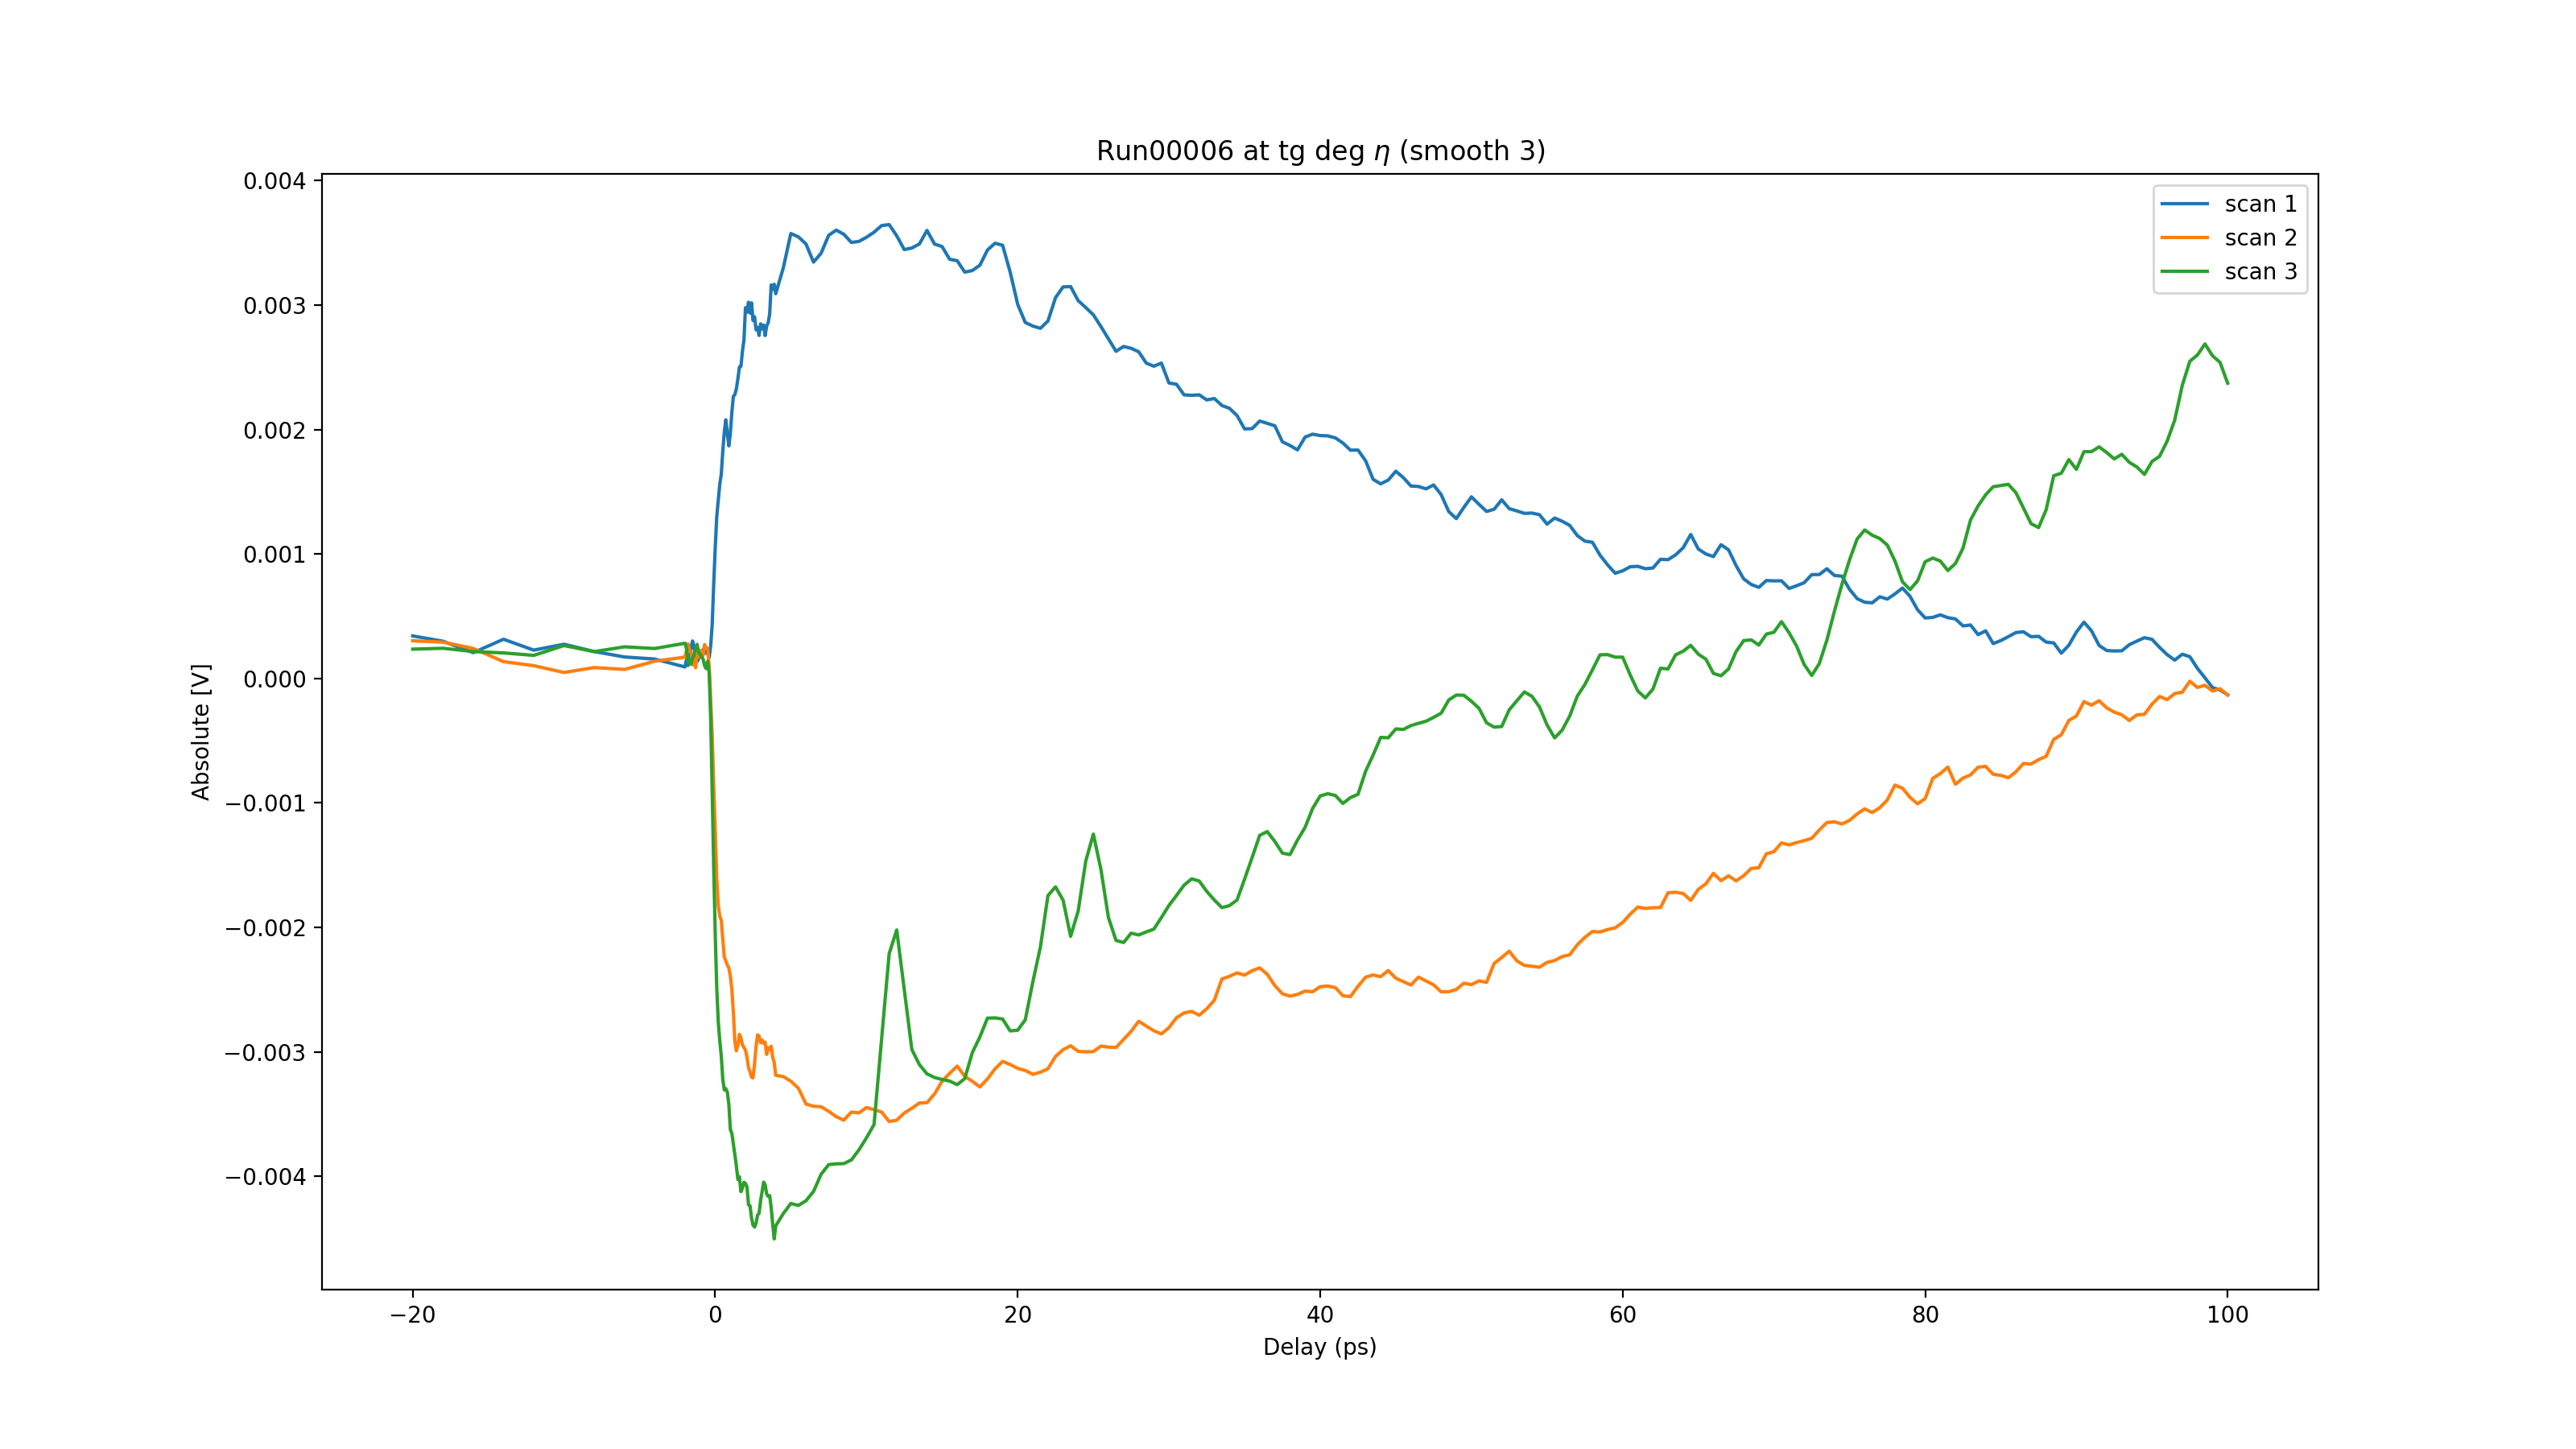 Run00006 at tg deg η (smooth 3)
0.004
0.003
0.002
0.001
0.000
−0.001
−0.002
−0.003
−0.004
Absolute [V]
scan 1
scan 2
scan 3
−20
0
20
40
60
80
100
Delay (ps)